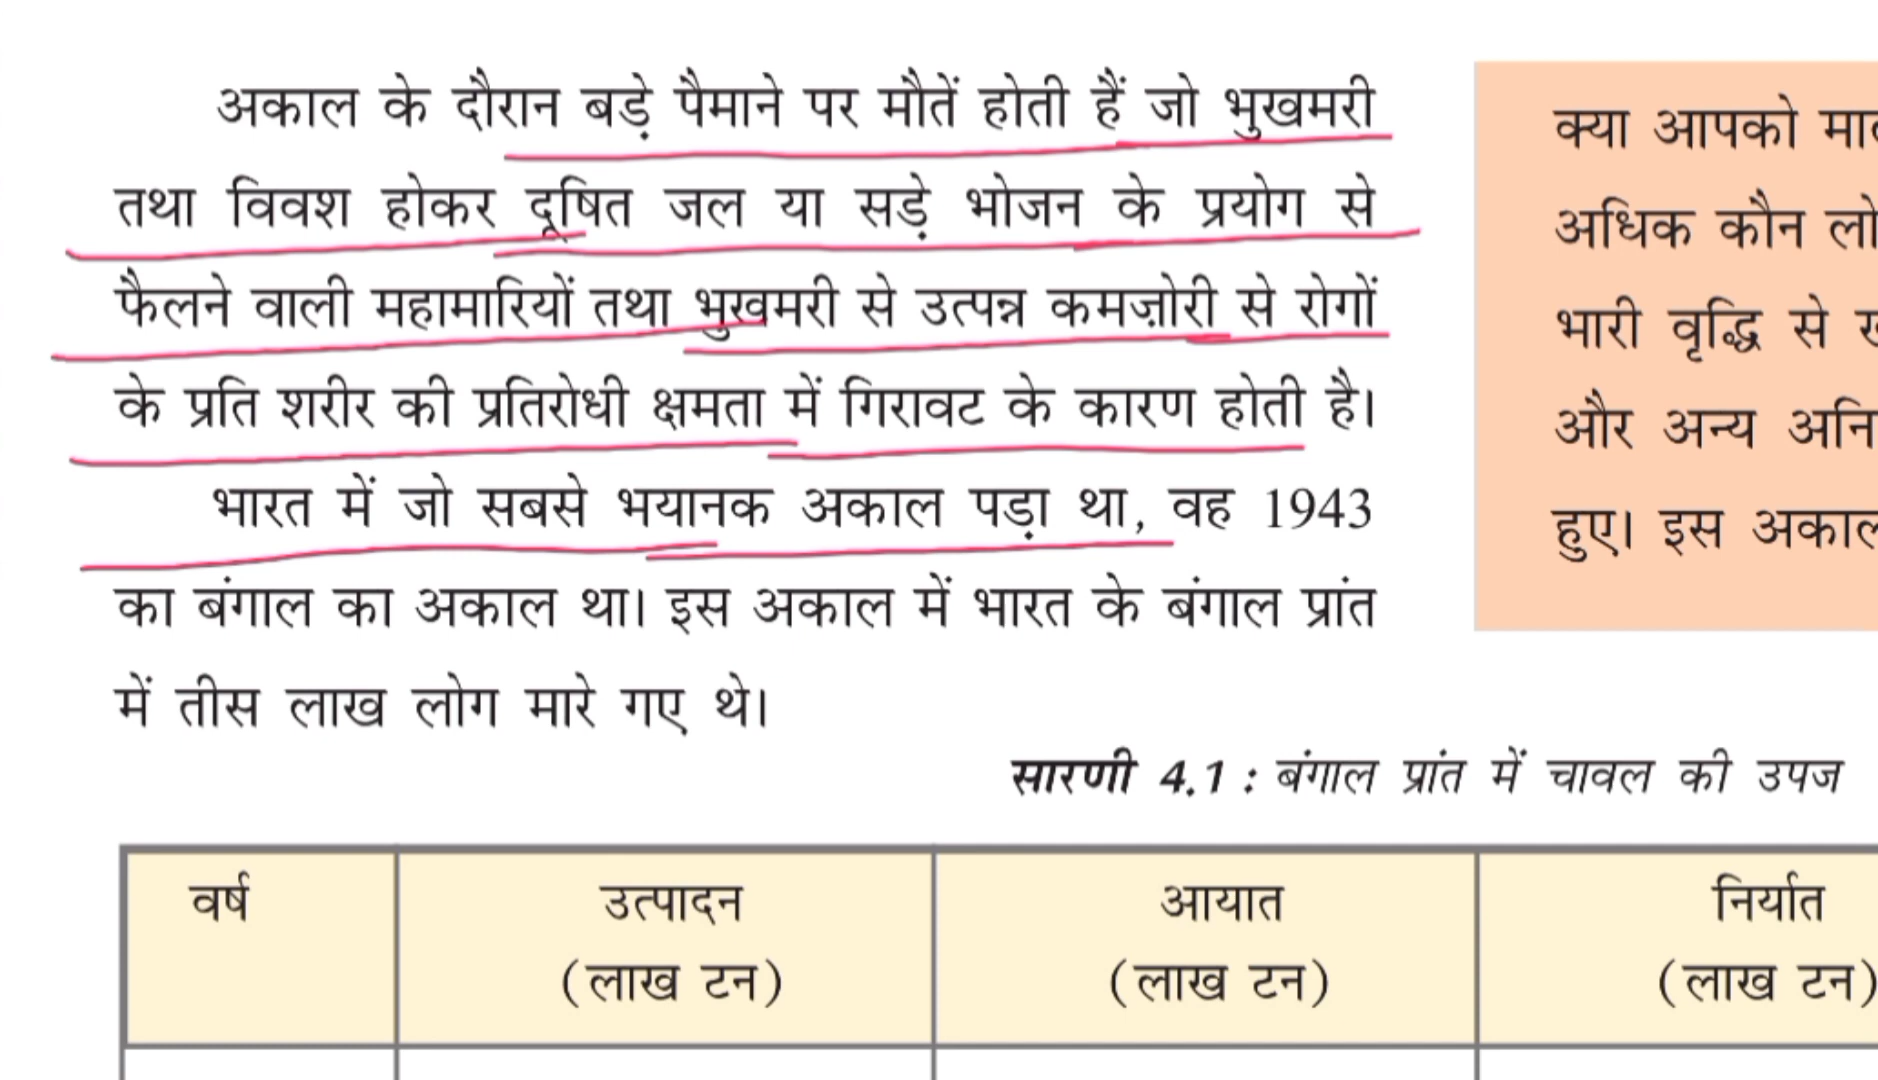 अकाल के दौरान बड़े पैमाने पर मौतें होती हैं जो भुखमरी
तथा विवश होकर दूषित जल या सड़े भोजन के प्रयोग से
फैलने वाली महामारियों तथा भुखमरी से उत्पन्न कमज़ोरी से रोगों
के प्रति शरीर की प्रतिरोधी क्षमता में गिरावट के कारण होती है।
भारत में जो सबसे भयानक अकाल पड़ा था, वह 1943
का बंगाल का अकाल था। इस अकाल में भारत के बंगाल प्रांत
में तीस लाख लोग मारे गए थे।
क्या आपको
अधिक कौन
भारी वृद्धि से
और अन्य
हुए। इस
सारणी 4.1 : बंगाल प्रांत में चावल की उपज
वर्ष उत्पादन आयात निर्यात
(लाख टन) (लाख टन) (लाख टन)